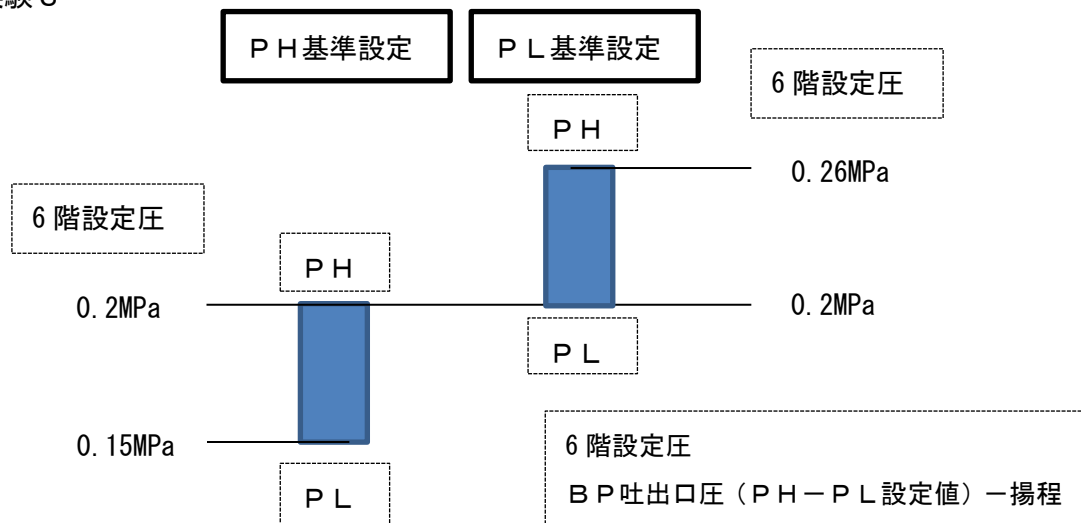 ＰＨ基準設定
ＰＬ基準設定
6 階設定圧
ＰＨ
0.26MPa
6 階設定圧
ＰＨ
0.2MPa
0.2MPa
ＰＬ
0.15MPa
ＰＬ
6 階設定圧
ＢＰ吐出口圧（ＰＨ－ＰＬ設定値）－揚程